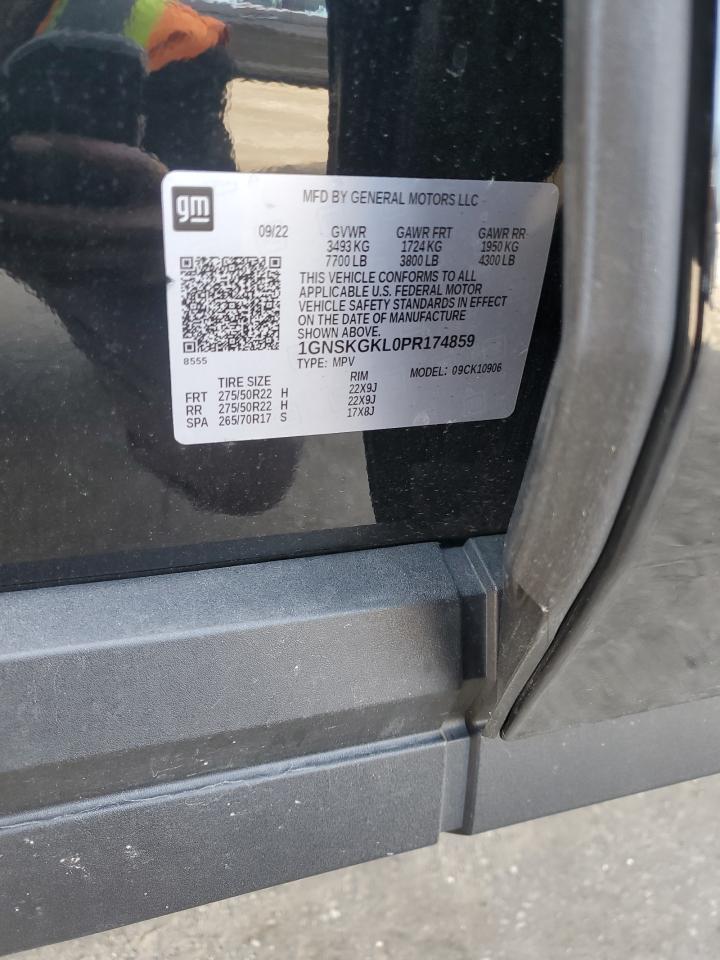 gm
MFD BY GENERAL MOTORS LLC
09/22 GVWR GAWR FRT GAWR RR
3493 KG 1724 KG 1950 KG
7700 LB 3800 LB 4300 LB
THIS VEHICLE CONFORMS TO ALL
APPLICABLE U.S. FEDERAL MOTOR
VEHICLE SAFETY STANDARDS IN EFFECT
ON THE DATE OF MANUFACTURE
SHOWN ABOVE.
8555
1GNSKGKL0PR174859
TYPE: MPV MODEL: 09CK10906
TIRE SIZE RIM
FRT 275/50R22 H 22X9J
RR 275/50R22 H 22X9J
SPA 265/70R17 S 17X8J